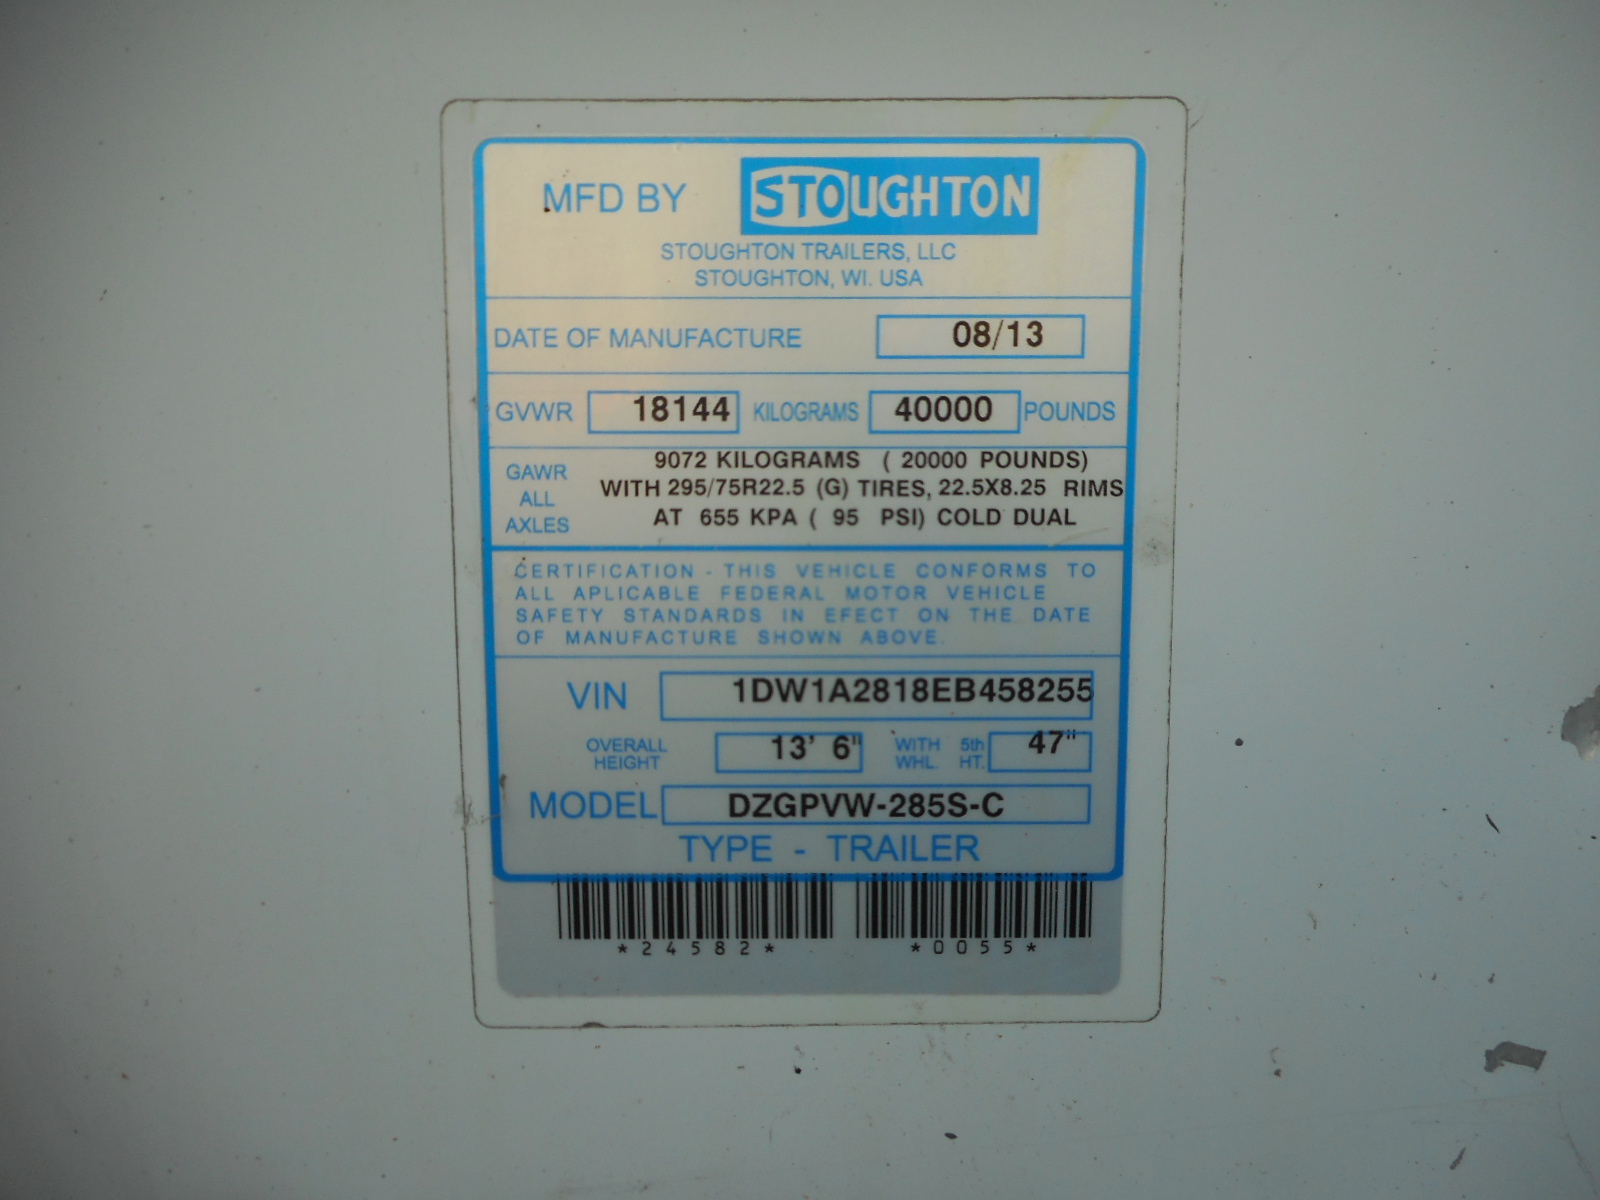 MFD BY STOUGHTON
STOUGHTON TRAILERS, LLC
STOUGHTON, WI. USA
DATE OF MANUFACTURE 08/13
GVWR 18144 KILOGRAMS 40000 POUNDS
GAWR ALL AXLES
9072 KILOGRAMS ( 20000 POUNDS)
WITH 295/75R22.5 (G) TIRES, 22.5X8.25 RIMS
AT 655 KPA ( 95 PSI) COLD DUAL
CERTIFICATION - THIS VEHICLE CONFORMS TO
ALL APLICABLE FEDERAL MOTOR VEHICLE
SAFETY STANDARDS IN EFECT ON THE DATE
OF MANUFACTURE SHOWN ABOVE.
VIN 1DW1A2818EB458255
OVERALL HEIGHT 13' 6" WITH 5th WHL. HT. 47"
MODEL DZGPVW-285S-C
TYPE - TRAILER
*24582* *0055*